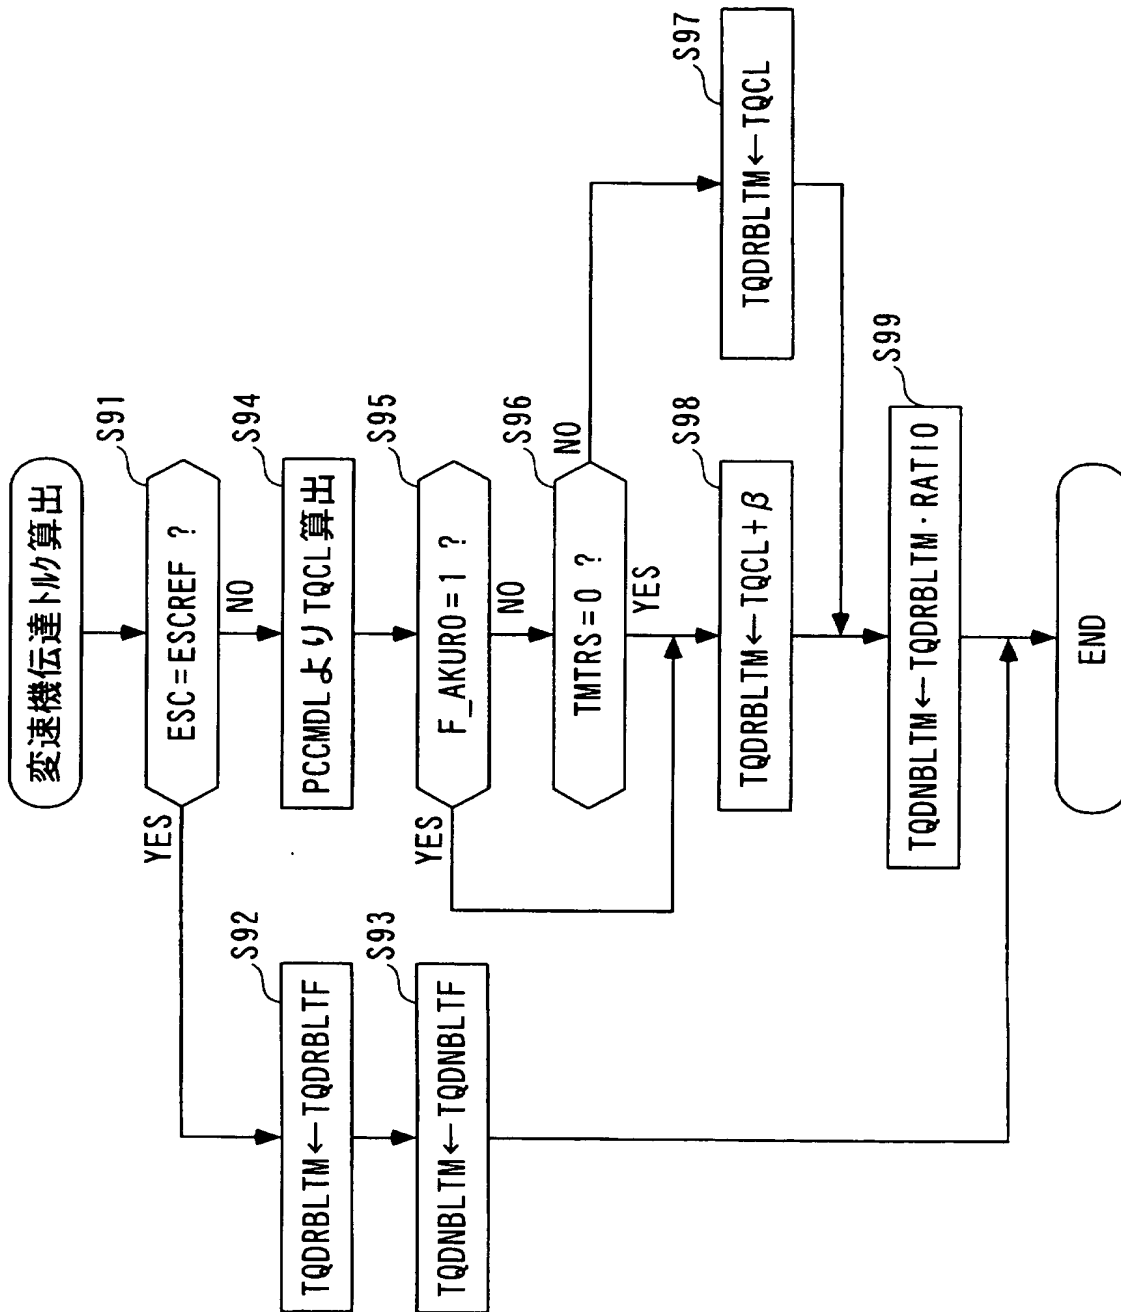 変速機伝達トルク算出
S91
ESC=ESCREF ?
YES
NO
S92
TQDRBLTM←TQDRBLTF
S93
TQDNBLTM←TQDNBLTF
S94
PCCMDLよりTQCL算出
S95
F_AKURO=1 ?
YES
NO
S96
TMTRS=0 ?
NO
YES
S97
TQDRBLTM←TQCL
S98
TQDRBLTM←TQCL+β
S99
TQDNBLTM←TQDRBLTM·RATIO
END